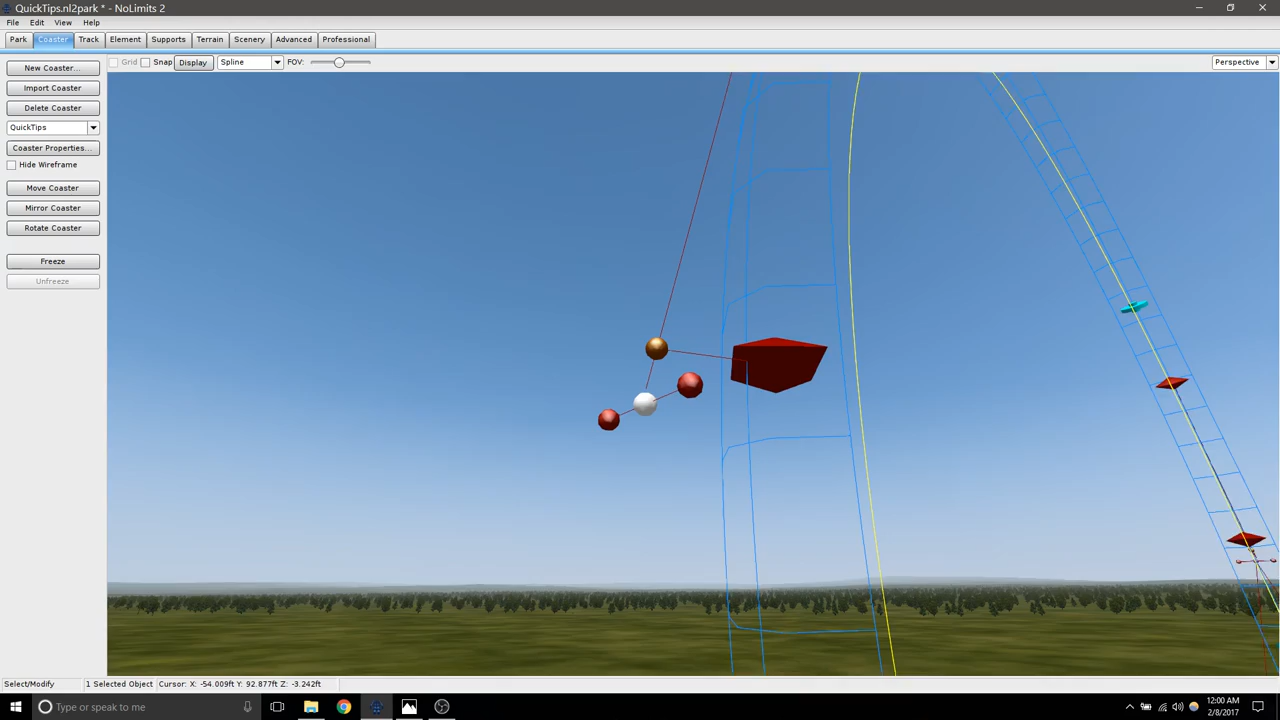 QuickTips.nl2park * - NoLimits 2
File Edit View Help
Park Coaster Track Element Supports Terrain Scenery Advanced Professional
New Coaster... Grid Snap Display Spline FOV: Perspective
Import Coaster
Delete Coaster
QuickTips
Coaster Properties...
Hide Wireframe
Move Coaster
Mirror Coaster
Rotate Coaster
Freeze
Unfreeze
Select/Modify 1 Selected Object Cursor: X: -54.009ft Y: 92.877ft Z: -3.242ft
Type or speak to me
12:00 AM
2/8/2017